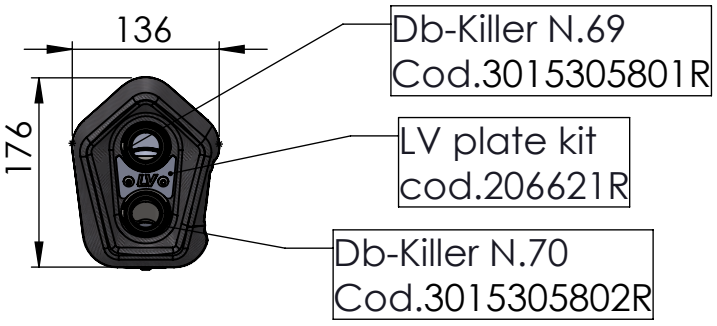 136
Db-Killer N.69
Cod.3015305801R
176
LV plate kit
cod.206621R
LV
Db-Killer N.70
Cod.3015305802R